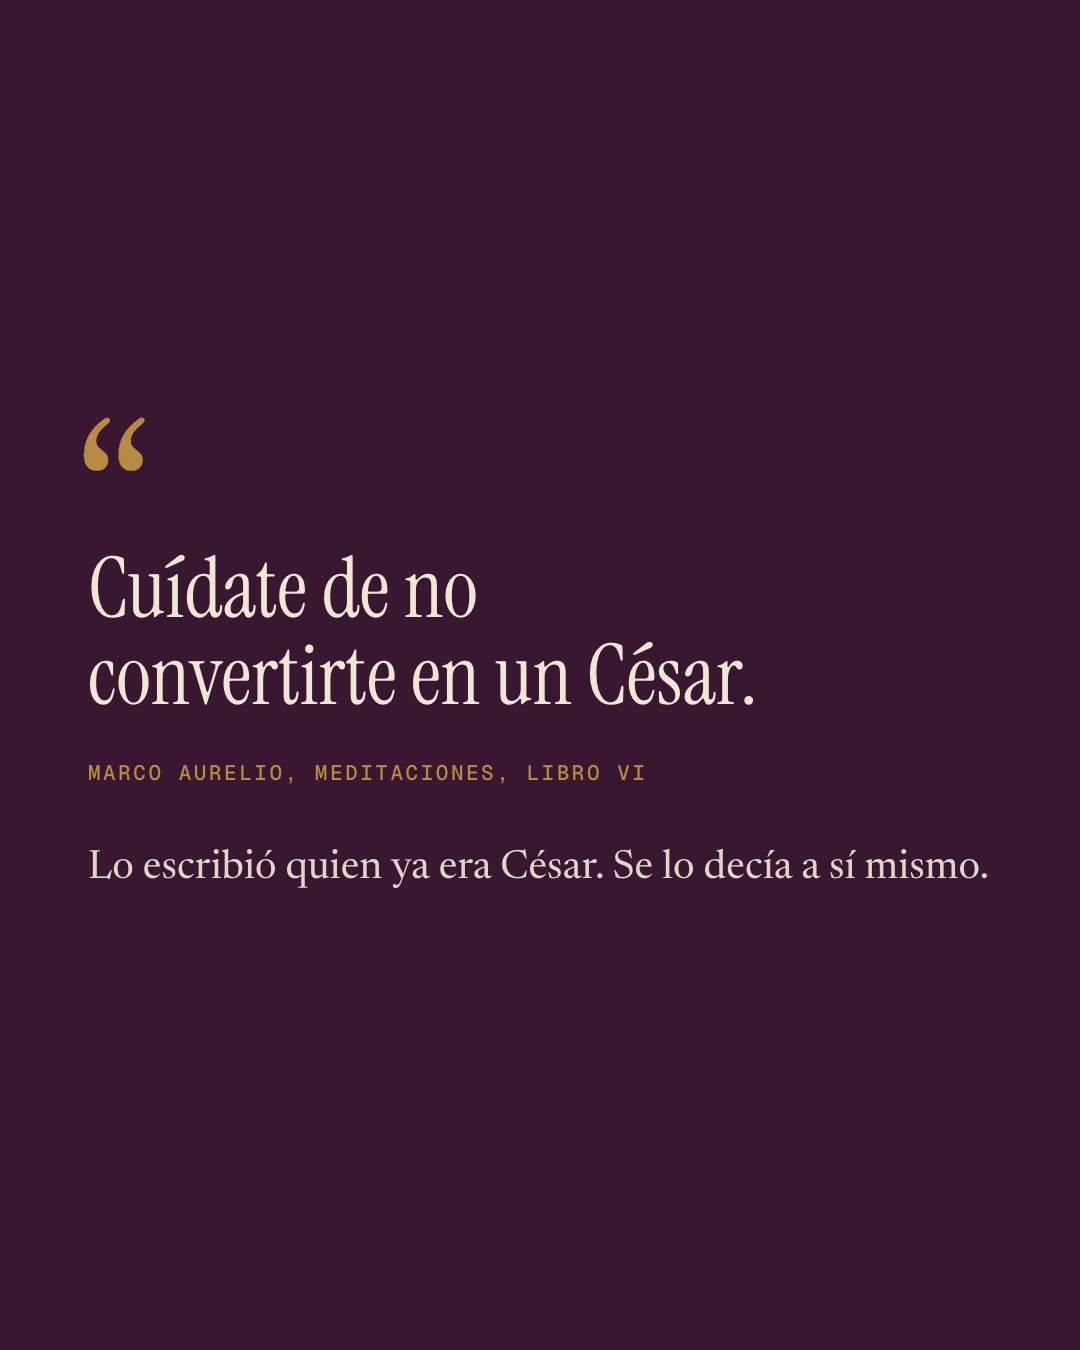 “
Cuídate de no
convertirte en un César.
MARCO AURELIO, MEDITACIONES, LIBRO VI
Lo escribió quien ya era César. Se lo decía a sí mismo.